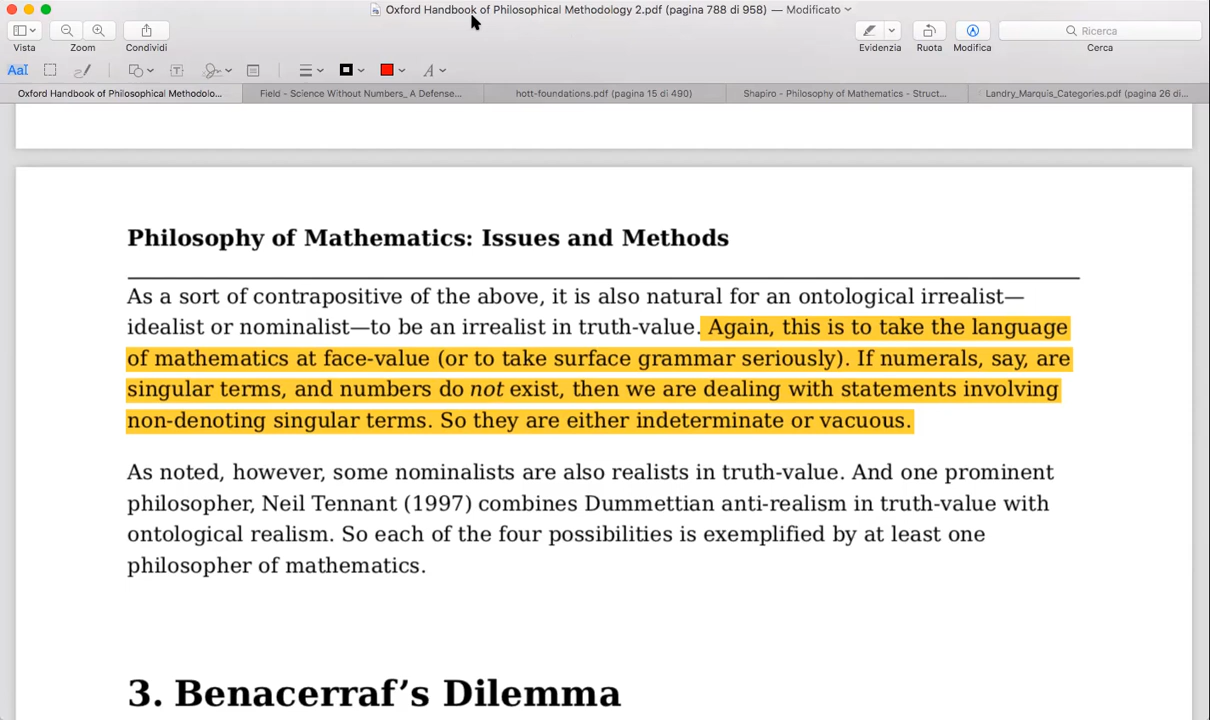 Oxford Handbook of Philosophical Methodology 2.pdf (pagina 788 di 958) — Modificato
Vista
Zoom
Condividi
Evidenzia
Ruota
Modifica
Ricerca
Cerca
AaI
A
Oxford Handbook of Philosophical Methodolo...
Field - Science Without Numbers_ A Defense...
hott-foundations.pdf (pagina 15 di 490)
Shapiro - Philosophy of Mathematics - Struct...
Landry_Marquis_Categories.pdf (pagina 26 di...
Philosophy of Mathematics: Issues and Methods
As a sort of contrapositive of the above, it is also natural for an ontological irrealist—
idealist or nominalist—to be an irrealist in truth-value. Again, this is to take the language
of mathematics at face-value (or to take surface grammar seriously). If numerals, say, are
singular terms, and numbers do not exist, then we are dealing with statements involving
non-denoting singular terms. So they are either indeterminate or vacuous.
As noted, however, some nominalists are also realists in truth-value. And one prominent
philosopher, Neil Tennant (1997) combines Dummettian anti-realism in truth-value with
ontological realism. So each of the four possibilities is exemplified by at least one
philosopher of mathematics.
3. Benacerraf’s Dilemma